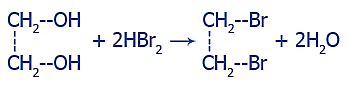 CH₂--OH CH₂--Br
+ 2HBr₂ → + 2H₂O
CH₂--OH CH₂--Br